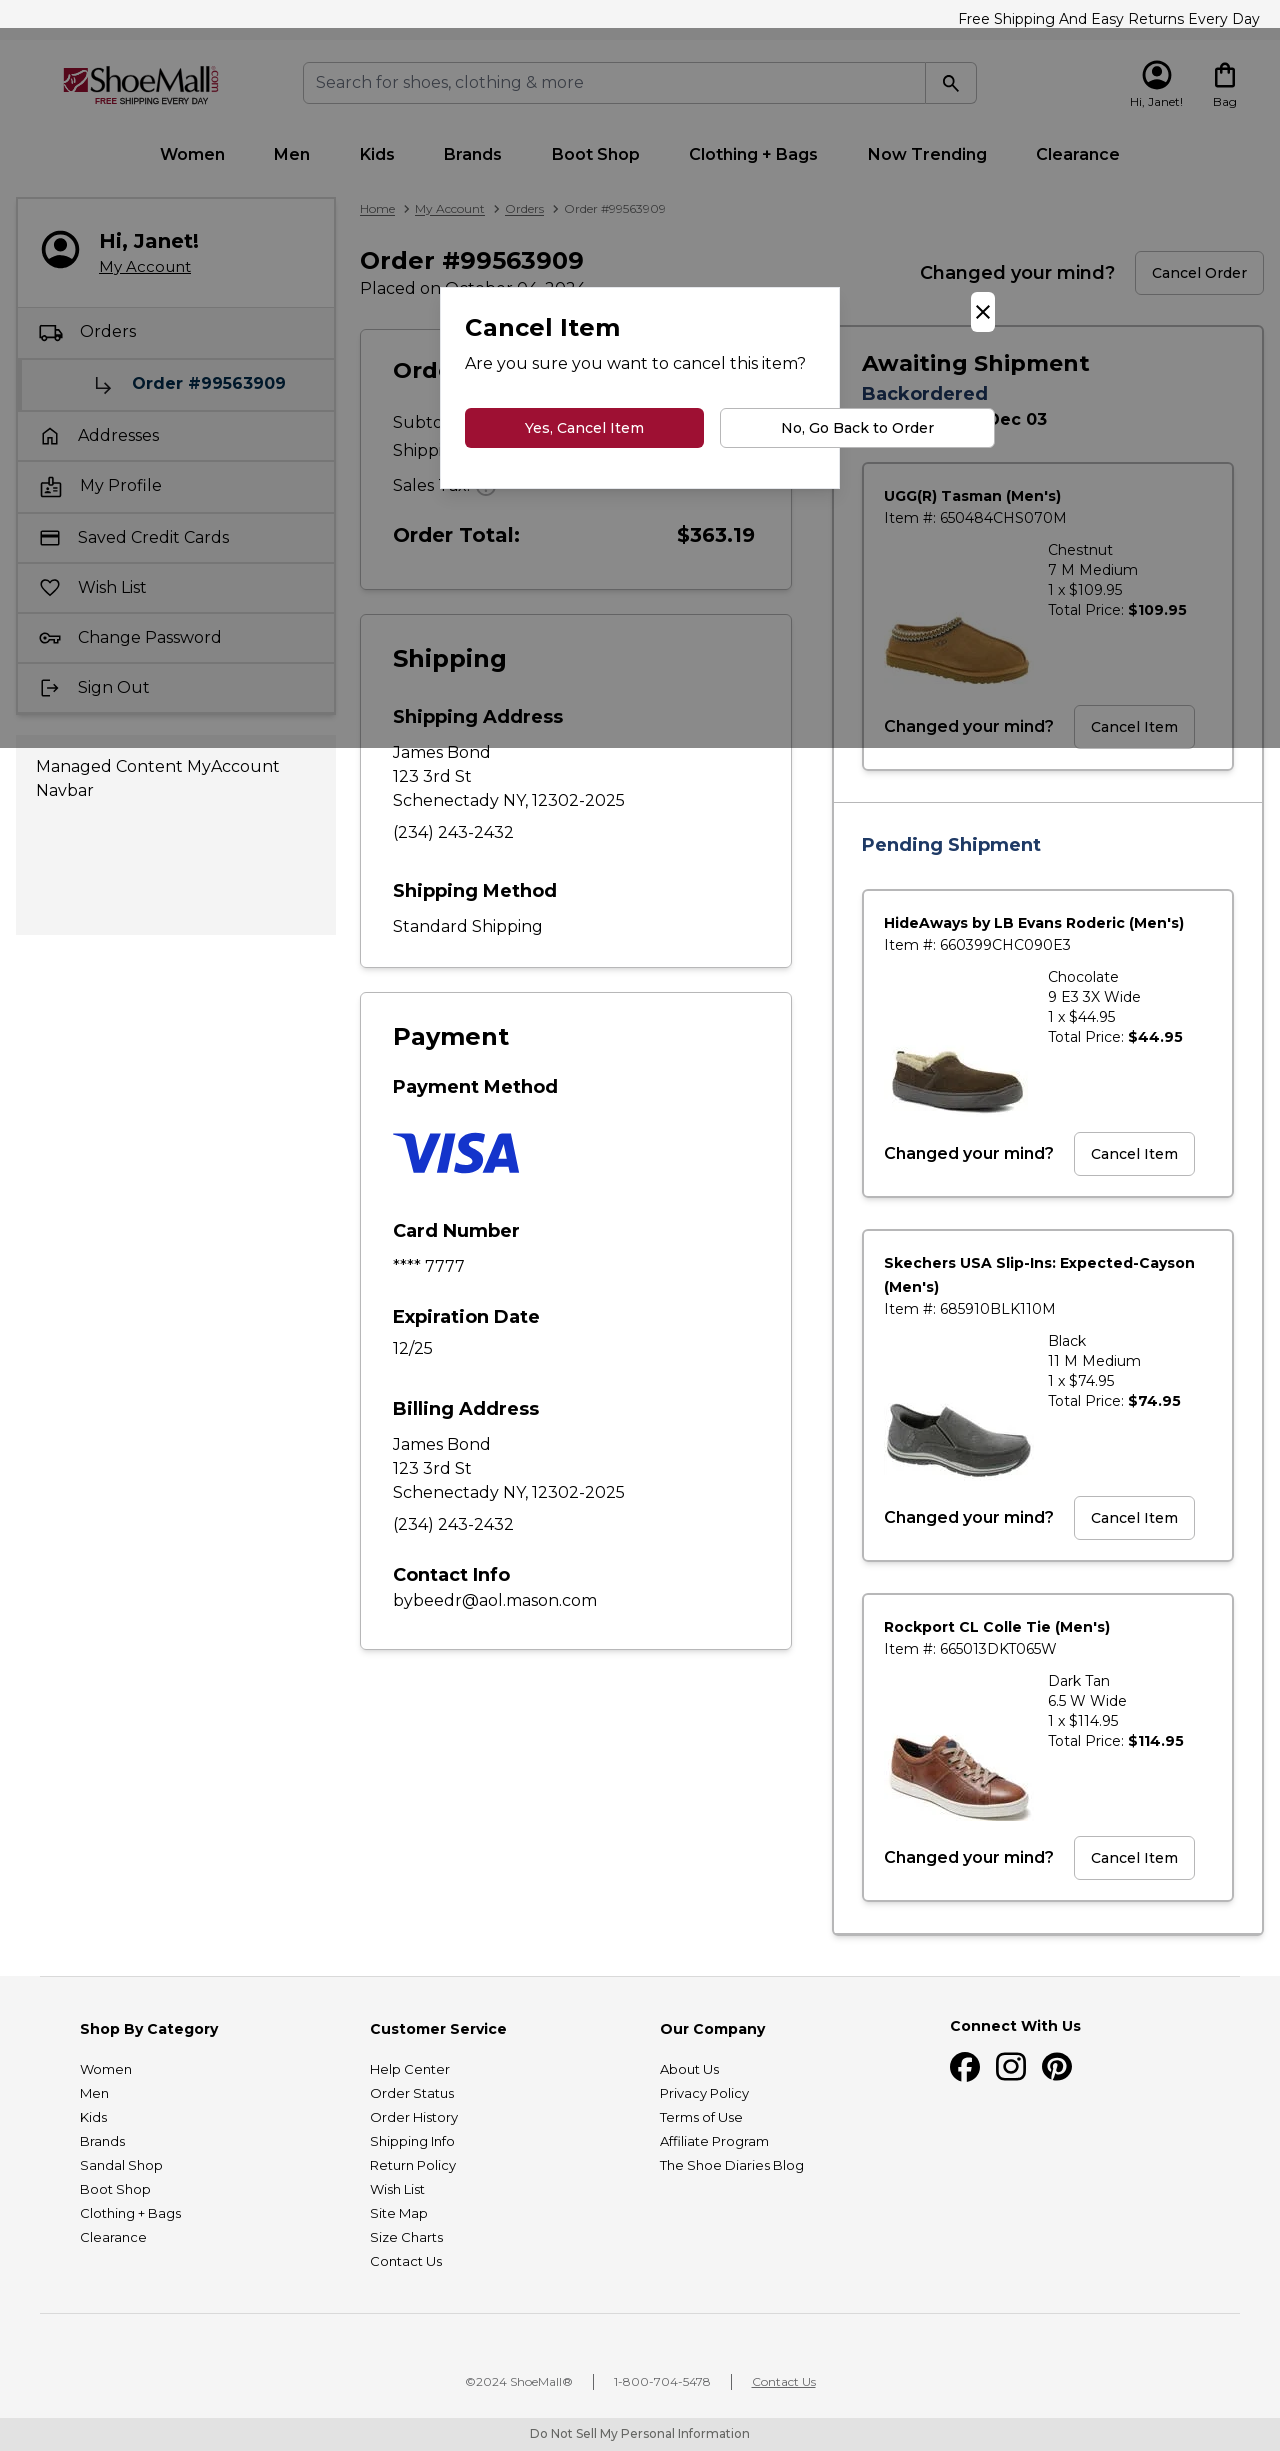 Free Shipping And Easy Returns Every Day
ShoeMall.com
FREE SHIPPING EVERY DAY
Search for shoes, clothing & more
Hi, Janet!
Bag
Women
Men
Kids
Brands
Boot Shop
Clothing + Bags
Now Trending
Clearance
Hi, Janet!
My Account
Orders
Order #99563909
Addresses
My Profile
Saved Credit Cards
Wish List
Change Password
Sign Out
Managed Content MyAccount
Navbar
Home
My Account
Orders
Order #99563909
Order #99563909
Placed on October 04, 2024
Changed your mind?
Cancel Order
Cancel Item
Are you sure you want to cancel this item?
Yes, Cancel Item
No, Go Back to Order
Sales Tax:
Order Total:
$363.19
Shipping
Shipping Address
James Bond
123 3rd St
Schenectady NY, 12302-2025
(234) 243-2432
Shipping Method
Standard Shipping
Payment
Payment Method
VISA
Card Number
**** 7777
Expiration Date
12/25
Billing Address
James Bond
123 3rd St
Schenectady NY, 12302-2025
(234) 243-2432
Contact Info
bybeedr@aol.mason.com
Awaiting Shipment
Backordered
Dec 03
UGG(R) Tasman (Men's)
Item #: 650484CHS070M
Chestnut
7 M Medium
1 x $109.95
Total Price: $109.95
Changed your mind?
Cancel Item
Pending Shipment
HideAways by LB Evans Roderic (Men's)
Item #: 660399CHC090E3
Chocolate
9 E3 3X Wide
1 x $44.95
Total Price: $44.95
Changed your mind?
Cancel Item
Skechers USA Slip-Ins: Expected-Cayson
(Men's)
Item #: 685910BLK110M
Black
11 M Medium
1 x $74.95
Total Price: $74.95
Changed your mind?
Cancel Item
Rockport CL Colle Tie (Men's)
Item #: 665013DKT065W
Dark Tan
6.5 W Wide
1 x $114.95
Total Price: $114.95
Changed your mind?
Cancel Item
Shop By Category
Women
Men
Kids
Brands
Sandal Shop
Boot Shop
Clothing + Bags
Clearance
Customer Service
Help Center
Order Status
Order History
Shipping Info
Return Policy
Wish List
Site Map
Size Charts
Contact Us
Our Company
About Us
Privacy Policy
Terms of Use
Affiliate Program
The Shoe Diaries Blog
Connect With Us
©2024 ShoeMall®
1-800-704-5478
Contact Us
Do Not Sell My Personal Information